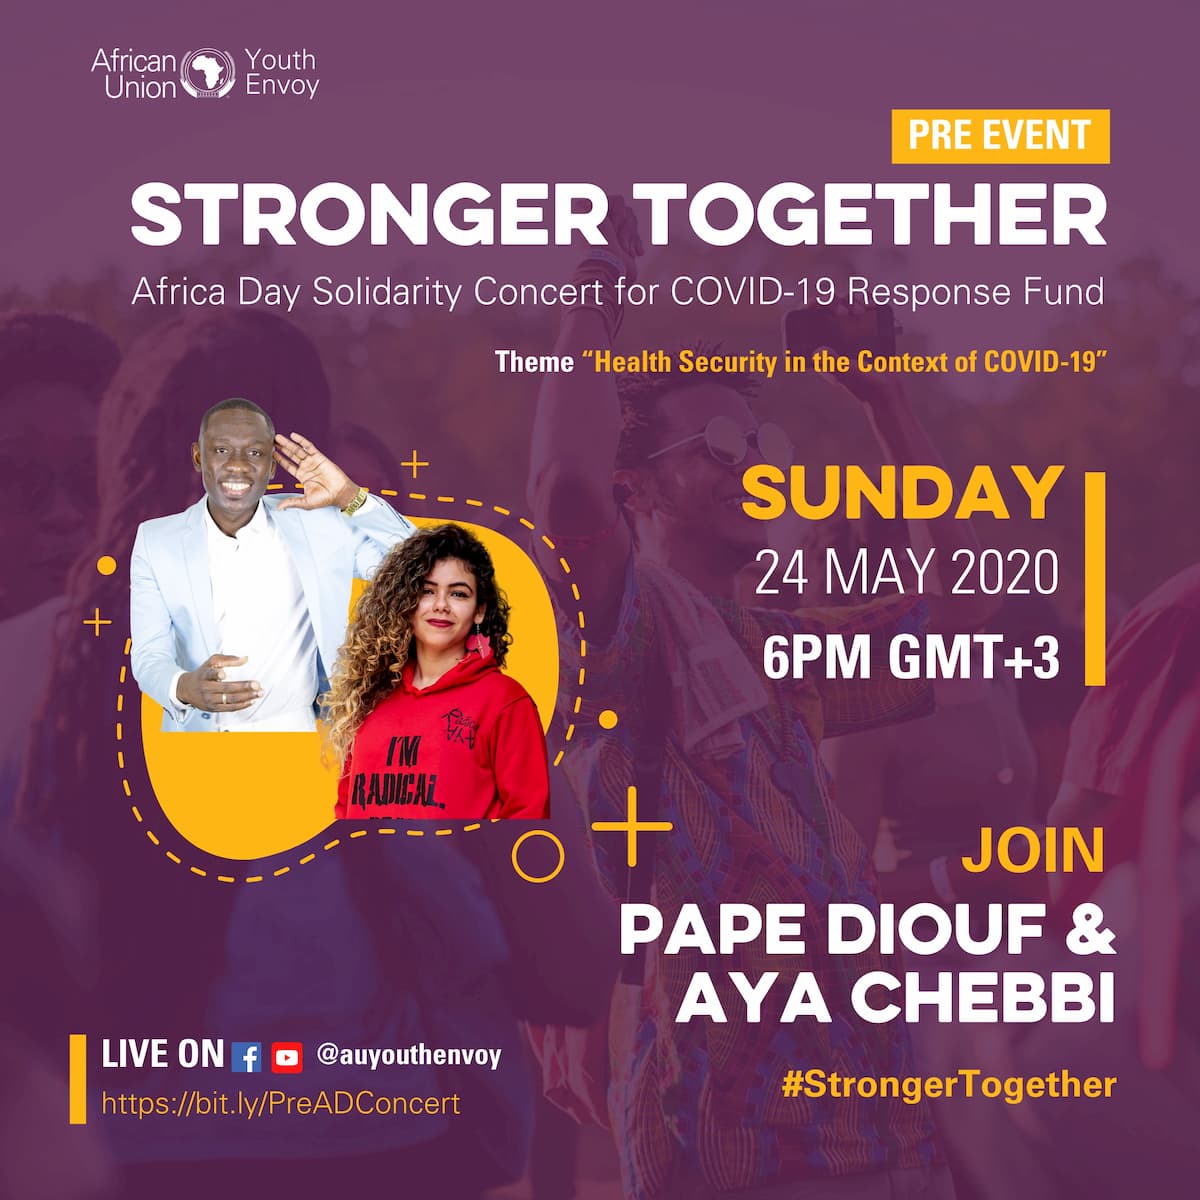 African Union
Youth Envoy
PRE EVENT
STRONGER TOGETHER
Africa Day Solidarity Concert for COVID-19 Response Fund
Theme “Health Security in the Context of COVID-19”
SUNDAY
24 MAY 2020
6PM GMT+3
I'M
RADICAL
JOIN
PAPE DIOUF &
AYA CHEBBI
#StrongerTogether
LIVE ON @auyouthenvoy
https://bit.ly/PreADConcert